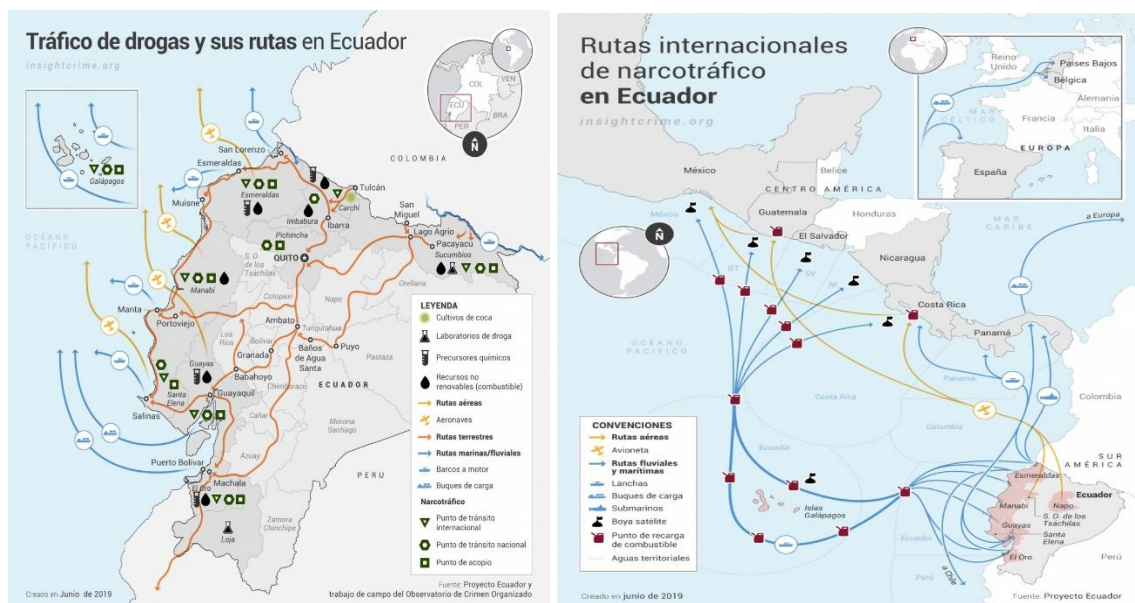 Tráfico de drogas y sus rutas en Ecuador
insightcrime.org
COL
VEN
ECU
PER
BRA
N
COLOMBIA
San Lorenzo
Esmeraldas
Galápagos
Muisne
Esmeraldas
Tulcán
Carchi
Imbabura
Ibarra
San
Miguel
Lago Agrio
Pacayacu
Sucumbíos
OCÉANO
PACÍFICO
Pichincha
QUITO
S. D.
de los
Tsáchilas
Orellana
Manabí
Cotopaxi
Napo
Manta
Portoviejo
Ambato
Tungurahua
Los
Ríos
Bolívar
Puyo
Granada
Baños
de Agua
Santa
Pastaza
Guayas
Babahoyo
Chimborazo
ECUADOR
Santa
Elena
Guayaquil
Salinas
Cañar
Morona
Santiago
Azuay
Puerto Bolívar
Machala
El Oro
PERU
Loja
Zamora
Chinchipe
LEYENDA
Cultivos de coca
Laboratorios de droga
Precursores químicos
Recursos no
renovables (combustible)
Rutas aéreas
Aeronaves
Rutas terrestres
Rutas marinas/fluviales
Barcos a motor
Buques de carga
Narcotráfico
Punto de tránsito
internacional
Punto de tránsito nacional
Punto de acopio
Creado en Junio de 2019
Fuente: Proyecto Ecuador y
trabajo de campo del Observatorio de Crimen Organizado
Rutas internacionales
de narcotráfico
en Ecuador
insightcrime.org
Reino
Unido
Países Bajos
Bélgica
Alemania
MAR
CÉLTICO
Francia
Italia
EUROPA
España
México
CENTRO AMÉRICA
Belice
México
Guatemala
Honduras
El Salvador
MAR
CARIBE
a Europa
N
Nicaragua
GT
SV
NI
Costa Rica
Panamá
OCÉANO
PACÍFICO
Panamá
Costa Rica
Colombia
Colombia
CONVENCIONES
Rutas aéreas
Avioneta
Rutas fluviales
y marítimas
Lanchas
Buques de carga
Submarinos
Boya satélite
Punto de recarga
de combustible
Aguas territoriales
Ecuador
Islas
Galápagos
SUR
AMÉRICA
Esmeraldas
Ecuador
Manabí
Napo
S. D. de los
Tsáchilas
Guayas
Santa
Elena
El Oro
Ecuador
Perú
Perú
a Chile
Creado en junio de 2019
Fuente: Proyecto Ecuador